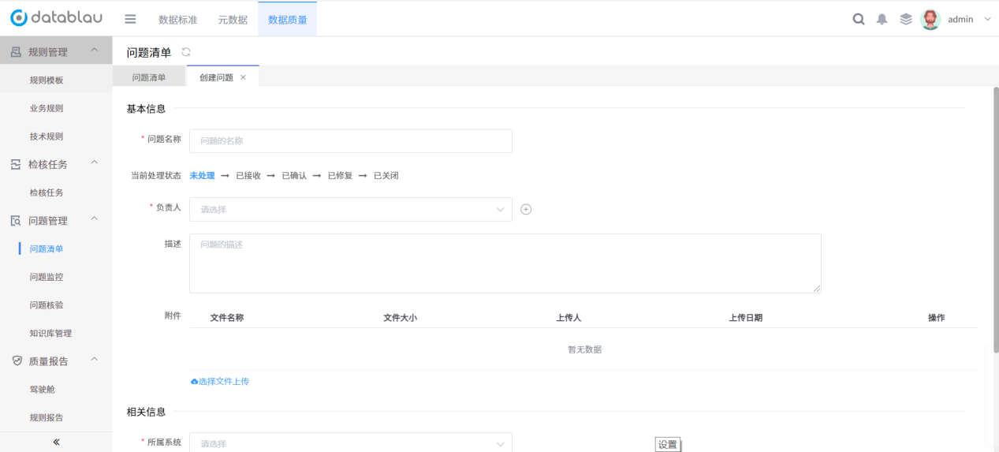 datablau
数据标准 元数据 数据质量
admin
规则管理
规则模板
业务规则
技术规则
检核任务
检核任务
问题管理
问题清单
问题监控
问题核验
知识库管理
质量报告
驾驶舱
规则报告
问题清单
问题清单 创建问题 ×
基本信息
* 问题名称 问题的名称
当前处理状态 未处理 → 已接收 → 已确认 → 已修复 → 已关闭
* 负责人 请选择
描述 问题的描述
附件 文件名称 文件大小 上传人 上传日期 操作
暂无数据
选择文件上传
相关信息
* 所属系统 请选择
设置